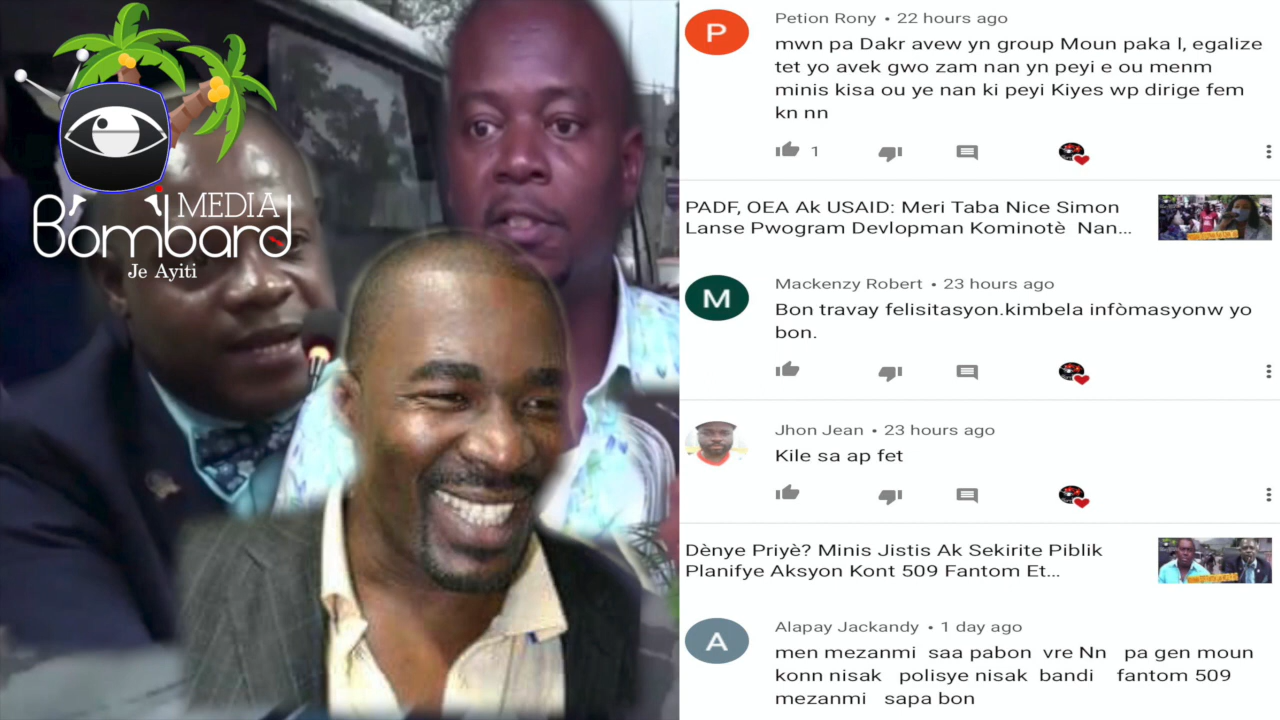 MEDIA
Bombard
Je Ayiti
P
Petion Rony • 22 hours ago
mwn pa Dakr avew yn group Moun paka l, egalize
tet yo avek gwo zam nan yn peyi e ou menm
minis kisa ou ye nan ki peyi Kiyes wp dirige fem
kn nn
1
PADF, OEA Ak USAID: Meri Taba Nice Simon
Lanse Pwogram Devlopman Kominotè Nan...
M
Mackenzy Robert • 23 hours ago
Bon travay felisitasyon.kimbela infòmasyonw yo
bon.
Jhon Jean • 23 hours ago
Kile sa ap fet
Dènye Priyè? Minis Jistis Ak Sekirite Piblik
Planifye Aksyon Kont 509 Fantom Et...
A
Alapay Jackandy • 1 day ago
men mezanmi saa pabon vre Nn pa gen moun
konn nisak polisye nisak bandi fantom 509
mezanmi sapa bon